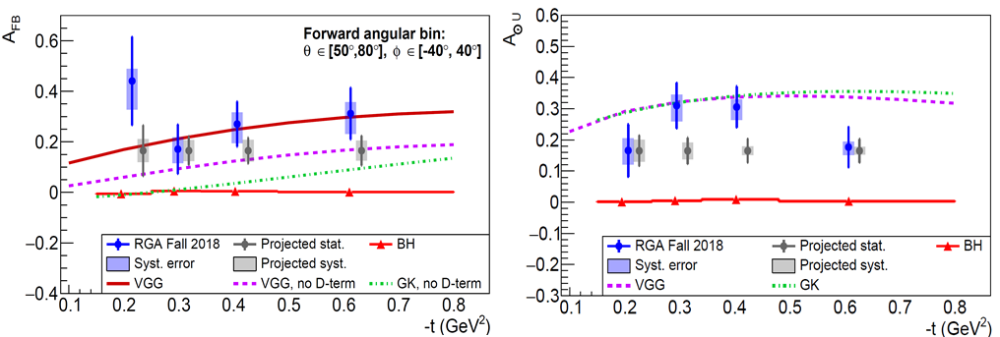 A_FB
0.6
0.4
0.2
0
−0.2
−0.4
Forward angular bin:
θ ∈ [50°,80°], ϕ ∈ [-40°, 40°]
RGA Fall 2018 Projected stat. BH
Syst. error Projected syst.
VGG VGG, no D-term GK, no D-term
0.1 0.2 0.3 0.4 0.5 0.6 0.7 0.8
-t (GeV²)
A_⊙U
0.5
0.4
0.3
0.2
0.1
0
−0.1
−0.2
−0.3
RGA Fall 2018 Projected stat. BH
Syst. error Projected syst.
VGG GK
0.1 0.2 0.3 0.4 0.5 0.6 0.7 0.8
-t (GeV²)